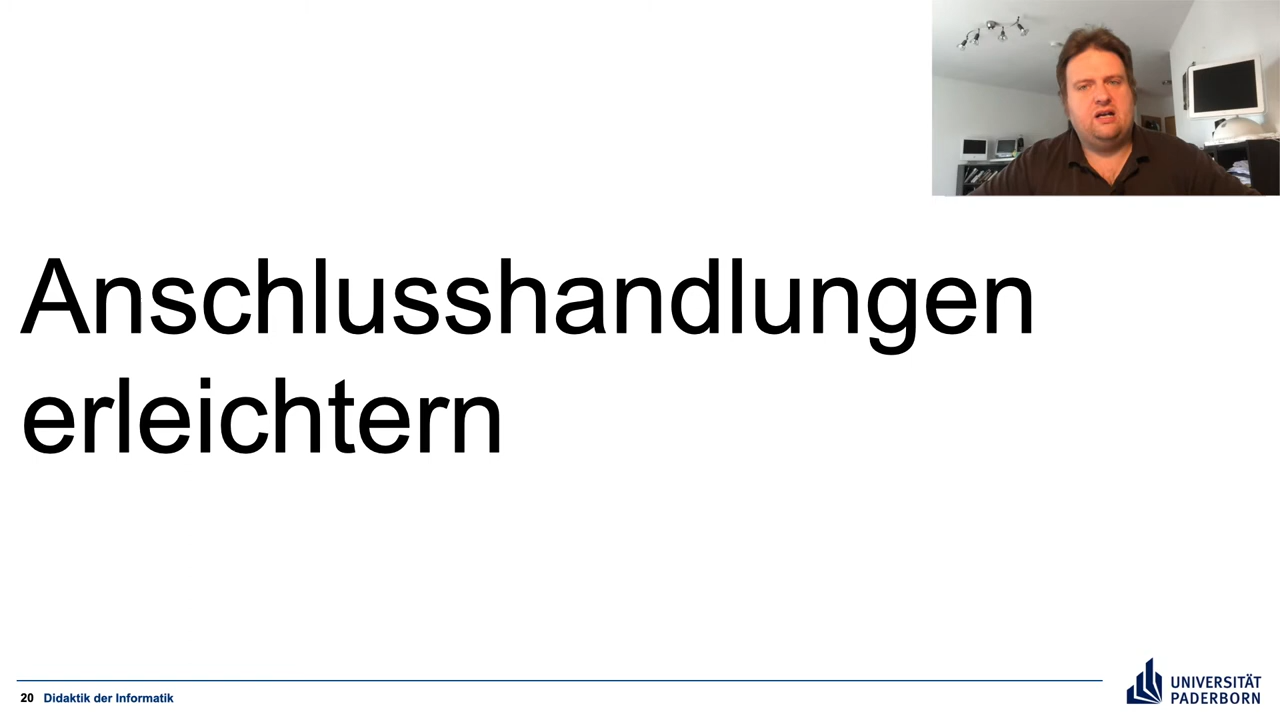 Anschlusshandlungen
erleichtern
20 Didaktik der Informatik
UNIVERSITÄT
PADERBORN